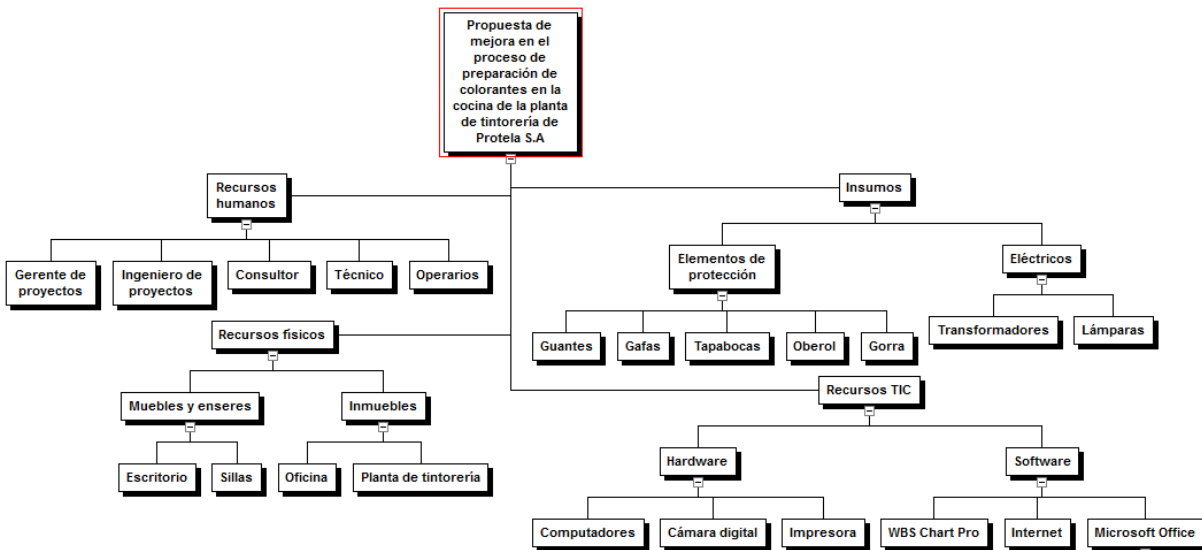 Propuesta de
mejora en el
proceso de
preparación de
colorantes en la
cocina de la planta
de tintorería de
Protela S.A
Recursos
humanos
Insumos
Gerente de
proyectos
Ingeniero de
proyectos
Consultor
Técnico
Operarios
Elementos de
protección
Eléctricos
Guantes
Gafas
Tapabocas
Oberol
Gorra
Transformadores
Lámparas
Recursos físicos
Recursos TIC
Muebles y enseres
Inmuebles
Escritorio
Sillas
Oficina
Planta de tintorería
Hardware
Software
Computadores
Cámara digital
Impresora
WBS Chart Pro
Internet
Microsoft Office